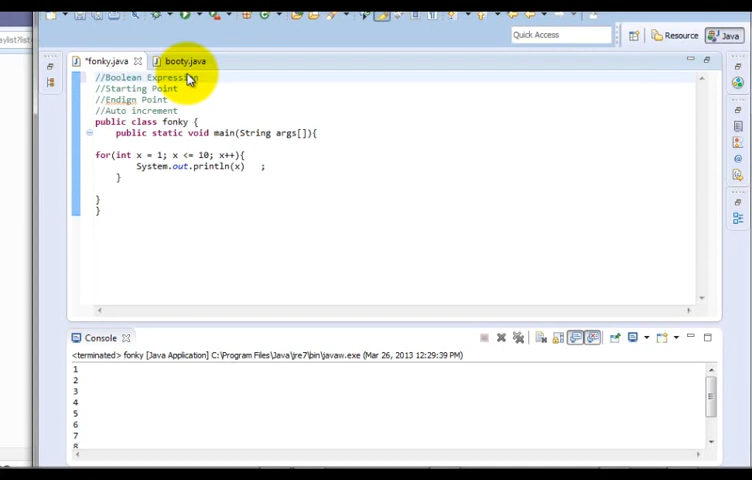 Quick Access
Resource
Java
*fonky.java
booty.java
//Boolean Expression
//Starting Point
//Endign Point
//Auto increment
public class fonky {
public static void main(String args[]){
for(int x = 1; x <= 10; x++){
System.out.println(x) ;
}
}
}
Console
<terminated> fonky [Java Application] C:\Program Files\Java\jre7\bin\javaw.exe (Mar 26, 2013 12:29:39 PM)
1
2
3
4
5
6
7
8